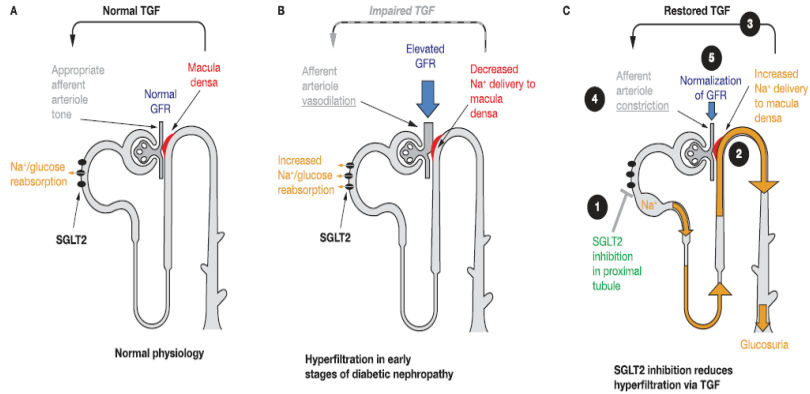 A
Normal TGF
Appropriate
afferent
arteriole
tone
Normal
GFR
Macula
densa
Na⁺/glucose
reabsorption
SGLT2
Normal physiology
B
Impaired TGF
Elevated
GFR
Afferent
arteriole
vasodilation
Decreased
Na⁺ delivery to
macula
densa
Increased
Na⁺/glucose
reabsorption
SGLT2
Hyperfiltration in early
stages of diabetic nephropathy
C
Restored TGF
3
5
4
Afferent
arteriole
constriction
Normalization
of GFR
Increased
Na⁺ delivery
to macula
densa
2
1
Na⁺
SGLT2
inhibition
in proximal
tubule
Glucosuria
SGLT2 inhibition reduces
hyperfiltration via TGF